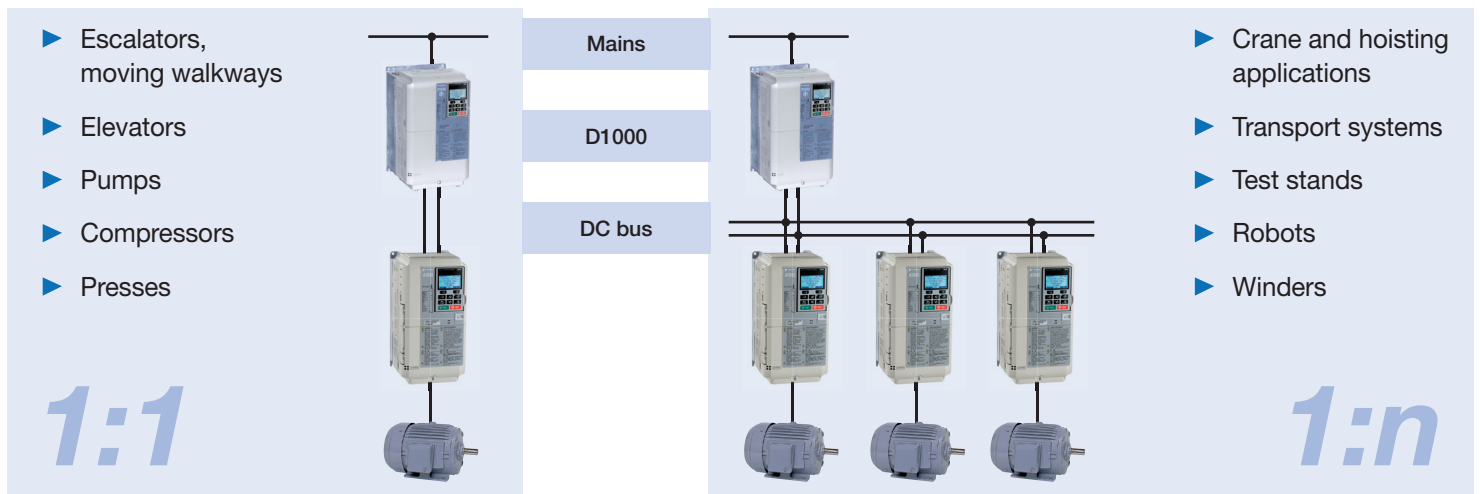 Escalators,
moving walkways
Elevators
Pumps
Compressors
Presses
1:1
Mains
D1000
DC bus
Crane and hoisting
applications
Transport systems
Test stands
Robots
Winders
1:n